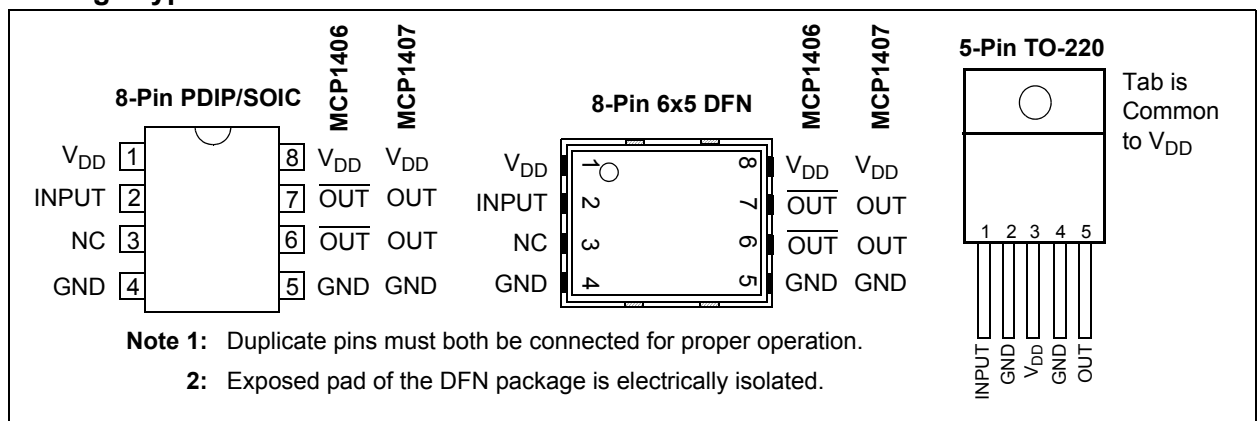 8-Pin PDIP/SOIC
MCP1406
MCP1407
VDD 1
8 VDD VDD
INPUT 2
7 OUT OUT
NC 3
6 OUT OUT
GND 4
5 GND GND
8-Pin 6x5 DFN
MCP1406
MCP1407
VDD 1
8 VDD VDD
INPUT 2
7 OUT OUT
NC 3
6 OUT OUT
GND 4
5 GND GND
5-Pin TO-220
Tab is
Common
to VDD
1 2 3 4 5
INPUT
GND
VDD
GND
OUT
Note 1: Duplicate pins must both be connected for proper operation.
2: Exposed pad of the DFN package is electrically isolated.